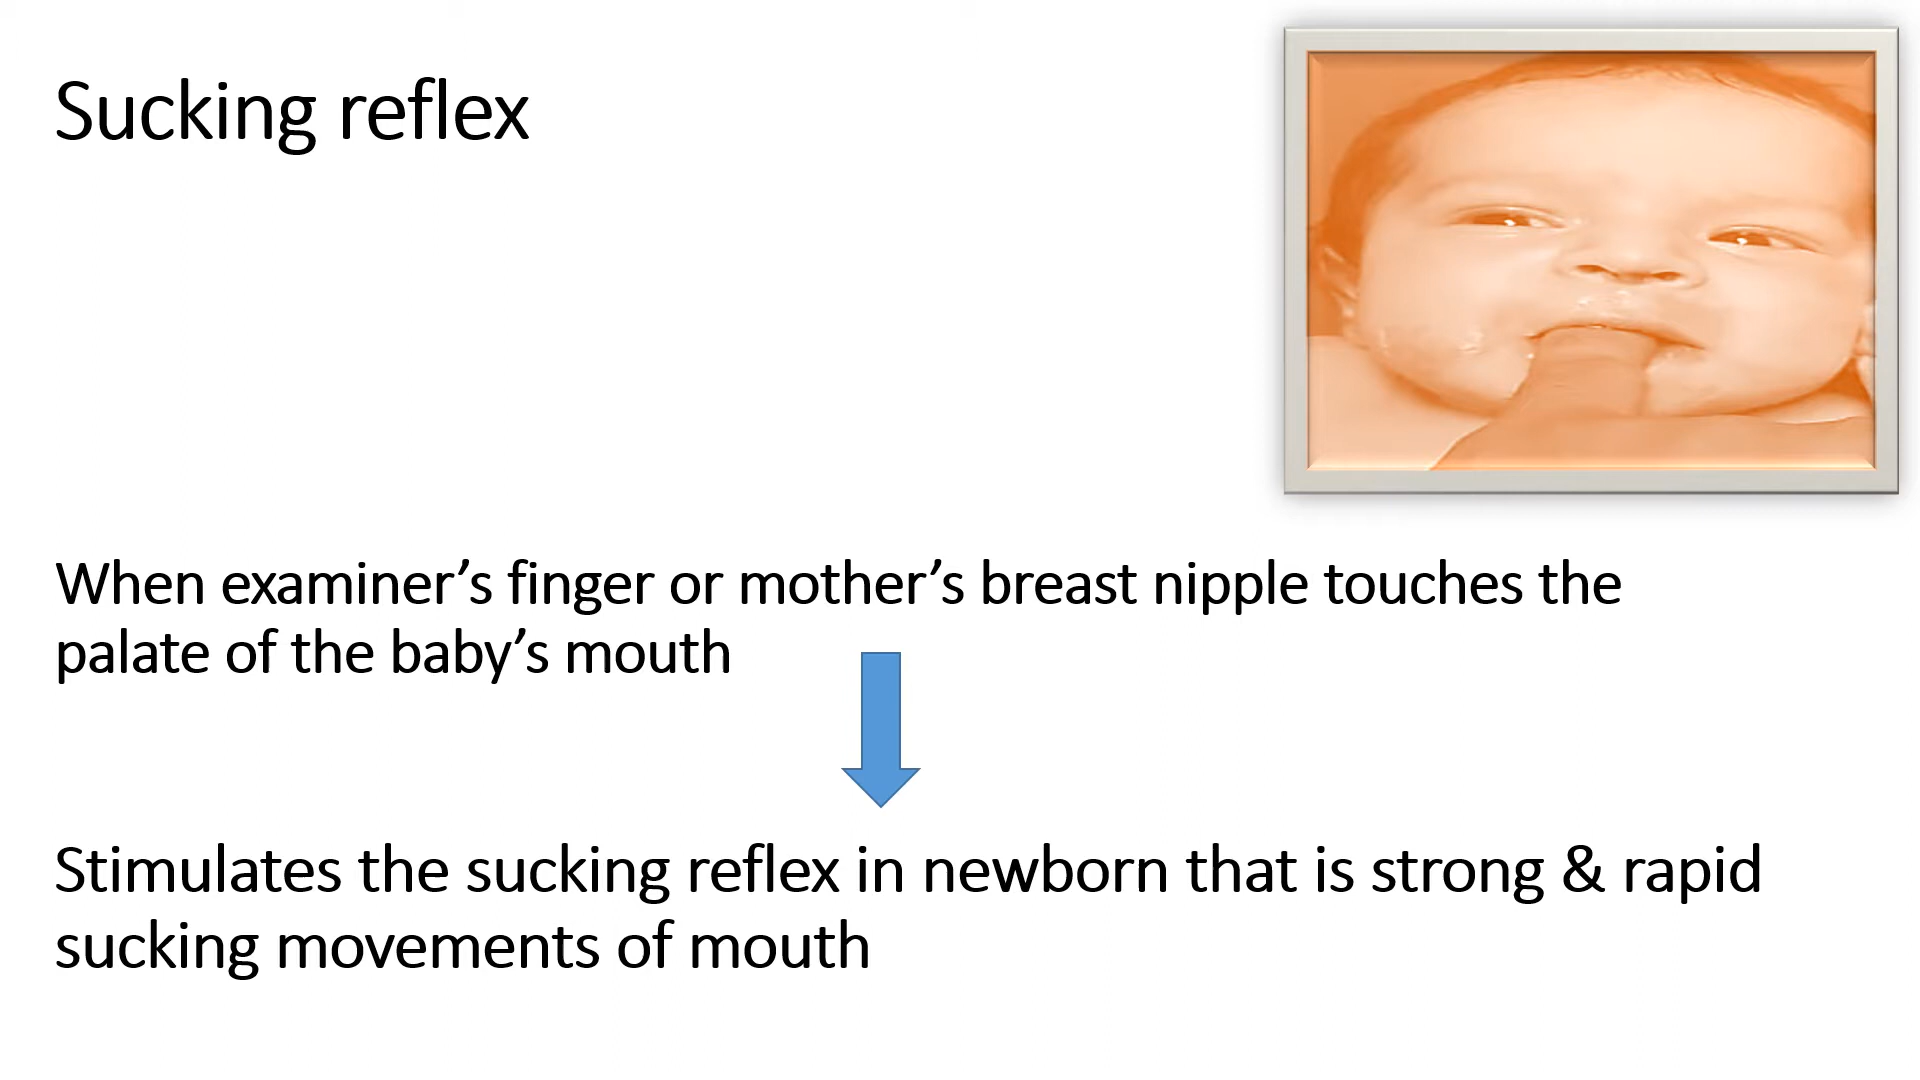 Sucking reflex
When examiner’s finger or mother’s breast nipple touches the
palate of the baby’s mouth
Stimulates the sucking reflex in newborn that is strong & rapid
sucking movements of mouth